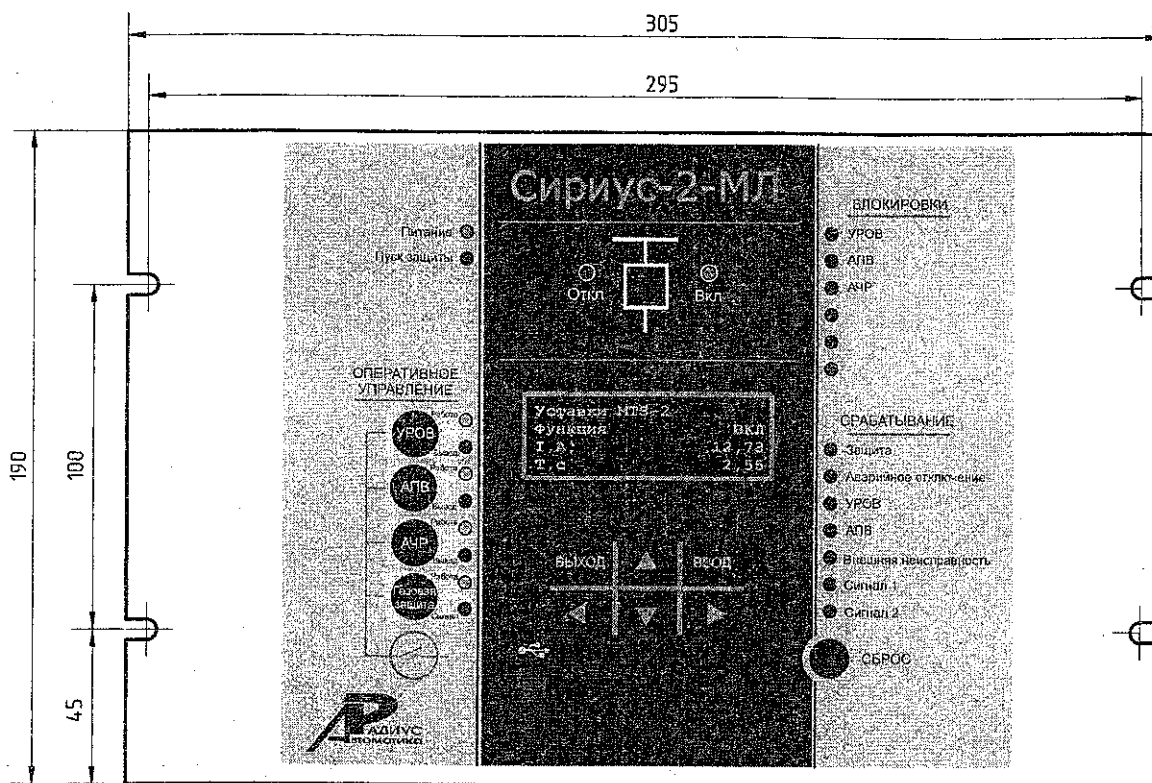 305
295
190
100
45
Сириус-2-МЛ
Питание
Пуск защиты
Откл
Вкл
БЛОКИРОВКИ
УРОВ
АПВ
АЧР
ОПЕРАТИВНОЕ
УПРАВЛЕНИЕ
УРОВ
АПВ
АЧР
Газовая
защита
Уставки МТЗ-2
Функция ВКЛ
I,А 12,73
Т,с 2,55
СРАБАТЫВАНИЕ
Защита
Аварийное отключение
УРОВ
АПВ
Внешняя неисправность
Сигнал 1
Сигнал 2
СБРОС
ВЫХОД
ВВОД
РАДИУС
Автоматика